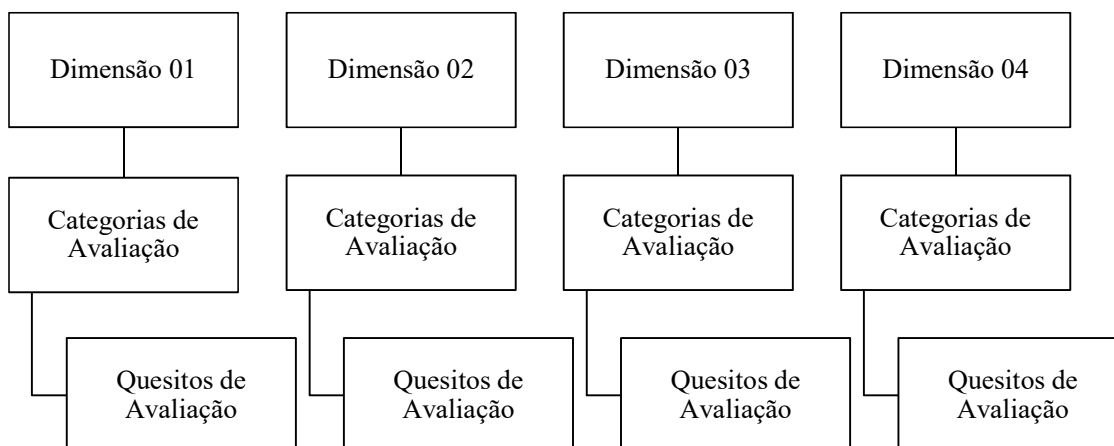 Dimensão 01
Dimensão 02
Dimensão 03
Dimensão 04
Categorias de
Avaliação
Categorias de
Avaliação
Categorias de
Avaliação
Categorias de
Avaliação
Quesitos de
Avaliação
Quesitos de
Avaliação
Quesitos de
Avaliação
Quesitos de
Avaliação